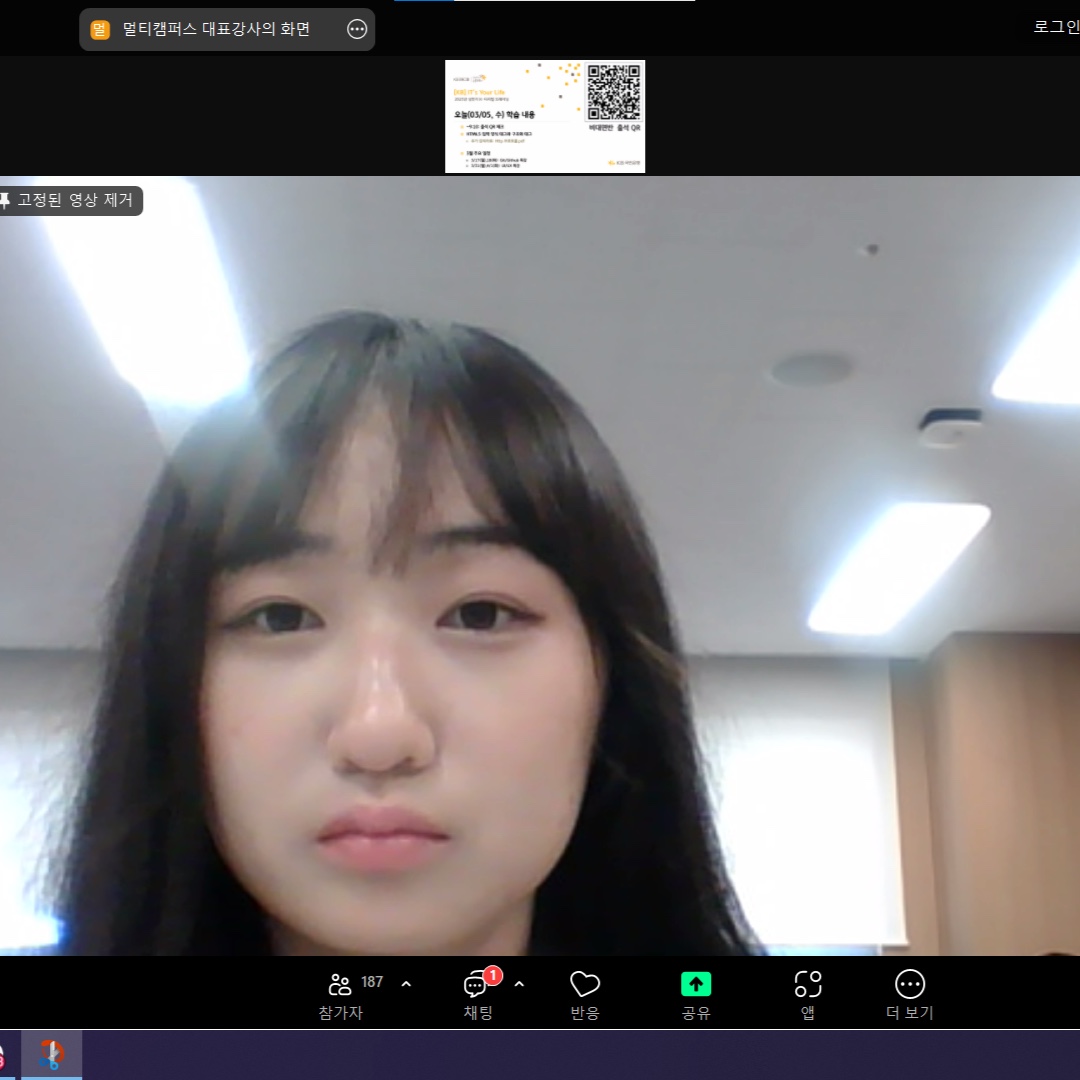 멀
멀티캠퍼스 대표강사의 화면
로그인
[KB] IT's Your Life
오늘(03/05, 수) 학습 내용
비대면반 출석 QR
고정된 영상 제거
187
1
참가자
채팅
반응
공유
앱
더 보기